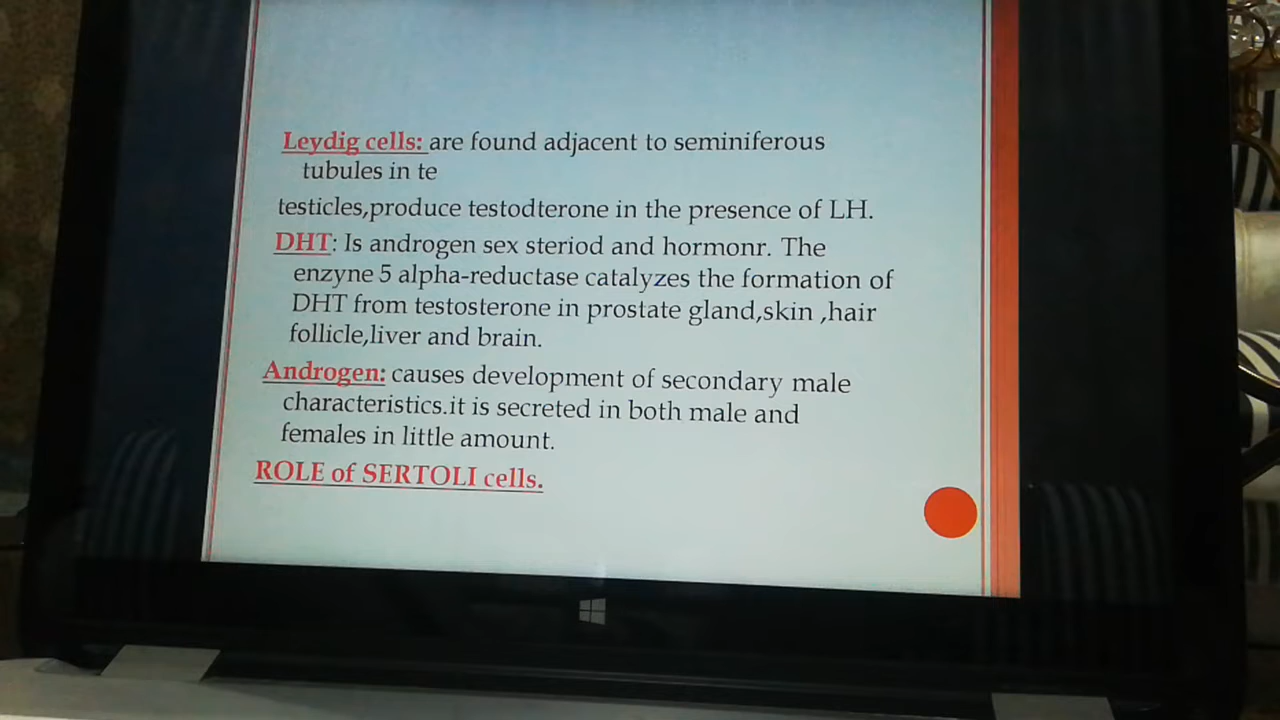 Leydig cells: are found adjacent to seminiferous
tubules in te
testicles,produce testodterone in the presence of LH.
DHT: Is androgen sex steriod and hormonr. The
enzyne 5 alpha-reductase catalyzes the formation of
DHT from testosterone in prostate gland,skin ,hair
follicle,liver and brain.
Androgen: causes development of secondary male
characteristics.it is secreted in both male and
females in little amount.
ROLE of SERTOLI cells.